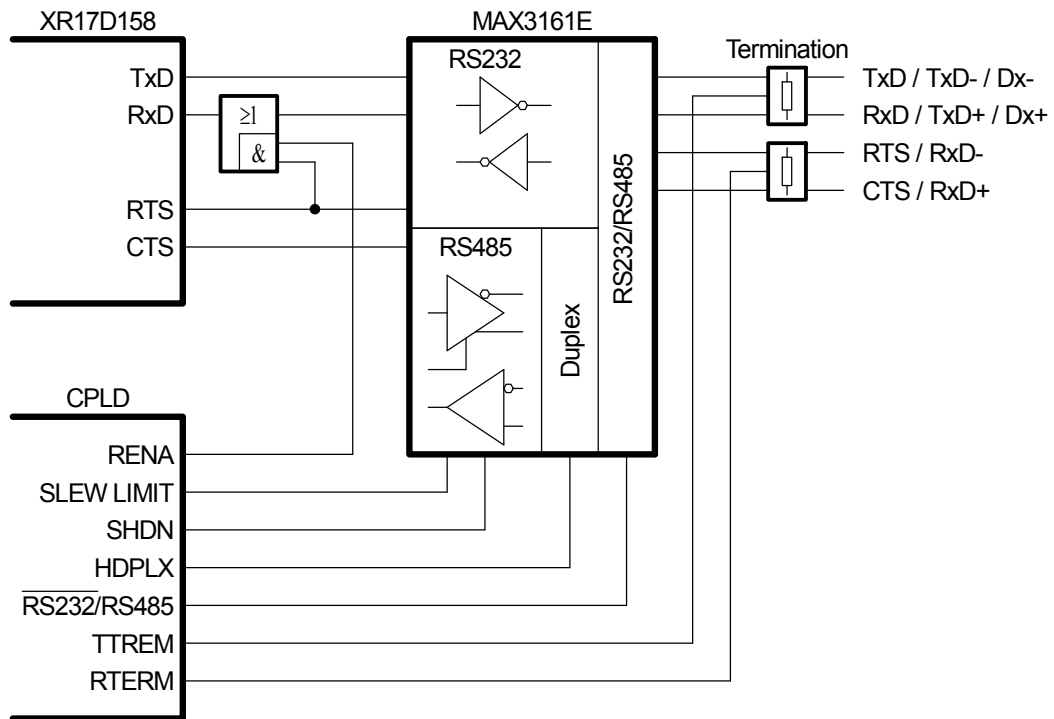 XR17D158
MAX3161E
Termination
TxD
RxD
RTS
CTS
≥1
&
RS232
RS485
Duplex
RS232/RS485
TxD / TxD- / Dx-
RxD / TxD+ / Dx+
RTS / RxD-
CTS / RxD+
CPLD
RENA
SLEW LIMIT
SHDN
HDPLX
RS232/RS485
TTREM
RTERM